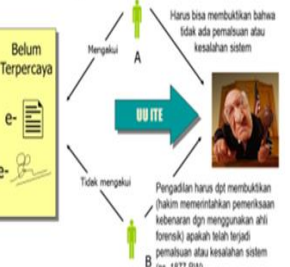 Harus bisa membuktikan bahwa
tidak ada pemalsuan atau
kesalahan sistem
Belum
Terpercaya
Mengakui
A
e-
UU ITE
e-
Tidak mengakui
Pengadilan harus dpt membuktikan
(hakim memerintahkan pemeriksaan
kebenaran dgn menggunakan ahli
forensik) apakah telah terjadi
pemalsuan atau kesalahan sistem
B